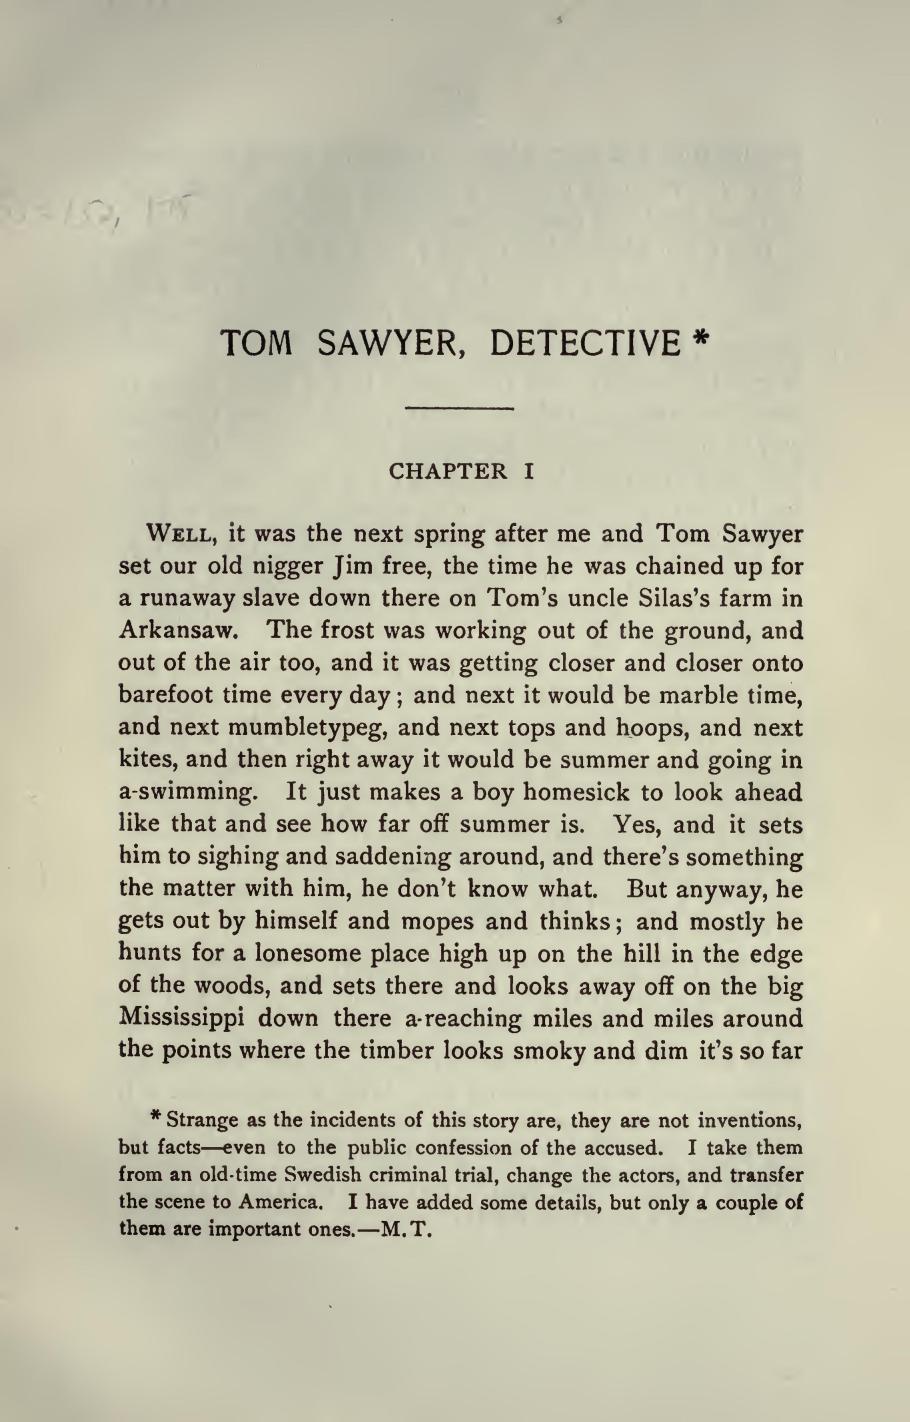 TOM SAWYER, DETECTIVE *
CHAPTER I
WELL, it was the next spring after me and Tom Sawyer
set our old nigger Jim free, the time he was chained up for
a runaway slave down there on Tom's uncle Silas's farm in
Arkansaw. The frost was working out of the ground, and
out of the air too, and it was getting closer and closer onto
barefoot time every day; and next it would be marble time,
and next mumbletypeg, and next tops and hoops, and next
kites, and then right away it would be summer and going in
a-swimming. It just makes a boy homesick to look ahead
like that and see how far off summer is. Yes, and it sets
him to sighing and saddening around, and there's something
the matter with him, he don't know what. But anyway, he
gets out by himself and mopes and thinks; and mostly he
hunts for a lonesome place high up on the hill in the edge
of the woods, and sets there and looks away off on the big
Mississippi down there a-reaching miles and miles around
the points where the timber looks smoky and dim it's so far
* Strange as the incidents of this story are, they are not inventions,
but facts—even to the public confession of the accused. I take them
from an old-time Swedish criminal trial, change the actors, and transfer
the scene to America. I have added some details, but only a couple of
them are important ones.—M. T.